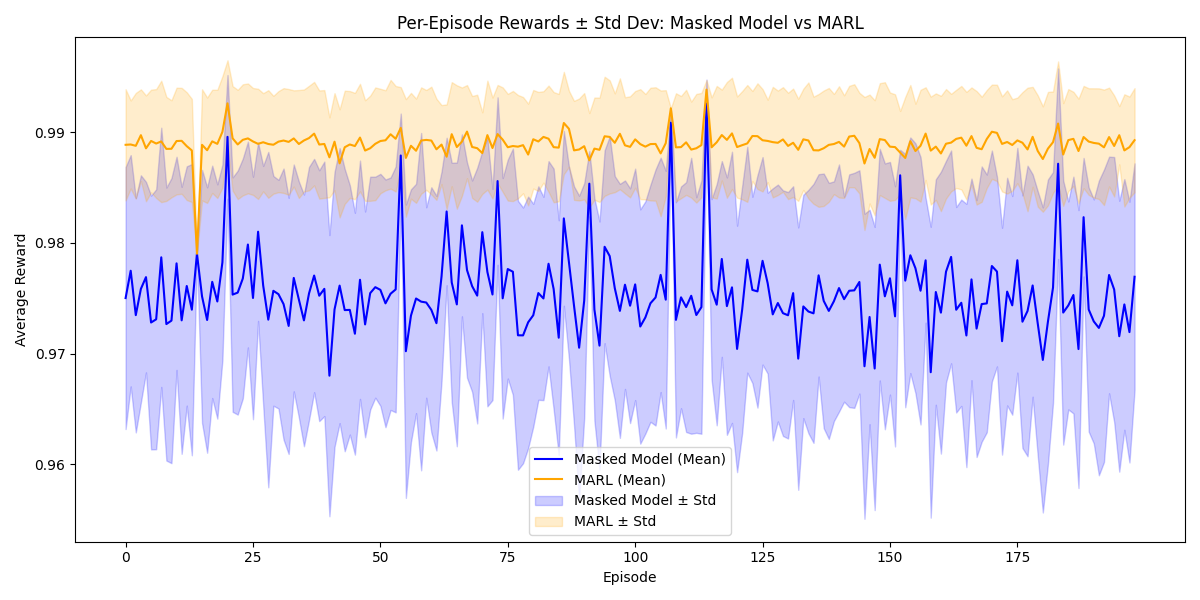 Per-Episode Rewards ± Std Dev: Masked Model vs MARL
Average Reward
0.99
0.98
0.97
0.96
Masked Model (Mean)
MARL (Mean)
Masked Model ± Std
MARL ± Std
0 25 50 75 100 125 150 175
Episode